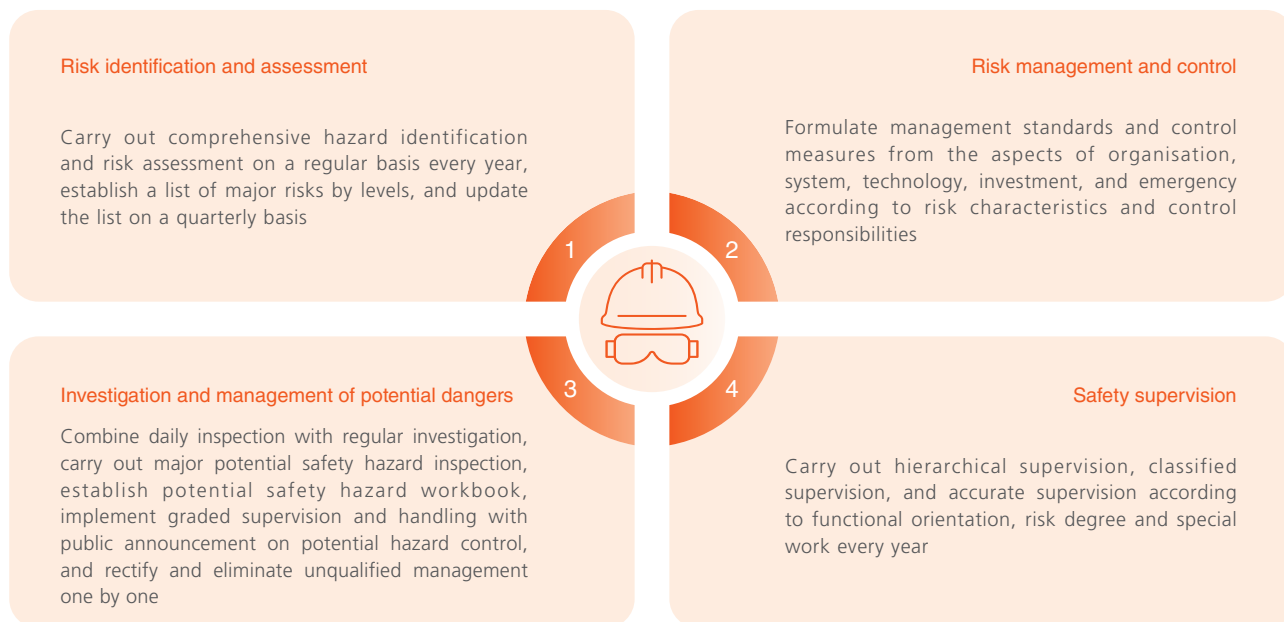 Risk identification and assessment
Carry out comprehensive hazard identification
and risk assessment on a regular basis every year,
establish a list of major risks by levels, and update
the list on a quarterly basis
1
Risk management and control
Formulate management standards and control
measures from the aspects of organisation,
system, technology, investment, and emergency
according to risk characteristics and control
responsibilities
2
Investigation and management of potential dangers
Combine daily inspection with regular investigation,
carry out major potential safety hazard inspection,
establish potential safety hazard workbook,
implement graded supervision and handling with
public announcement on potential hazard control,
and rectify and eliminate unqualified management
one by one
3
Safety supervision
Carry out hierarchical supervision, classified
supervision, and accurate supervision according
to functional orientation, risk degree and special
work every year
4